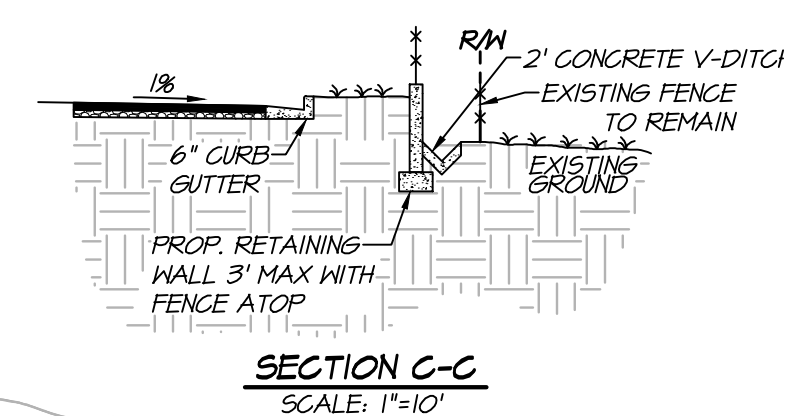 R/W
2' CONCRETE V-DITCH
1%
EXISTING FENCE
TO REMAIN
6" CURB
GUTTER
EXISTING
GROUND
PROP. RETAINING
WALL 3' MAX WITH
FENCE ATOP
SECTION C-C
SCALE: 1"=10'